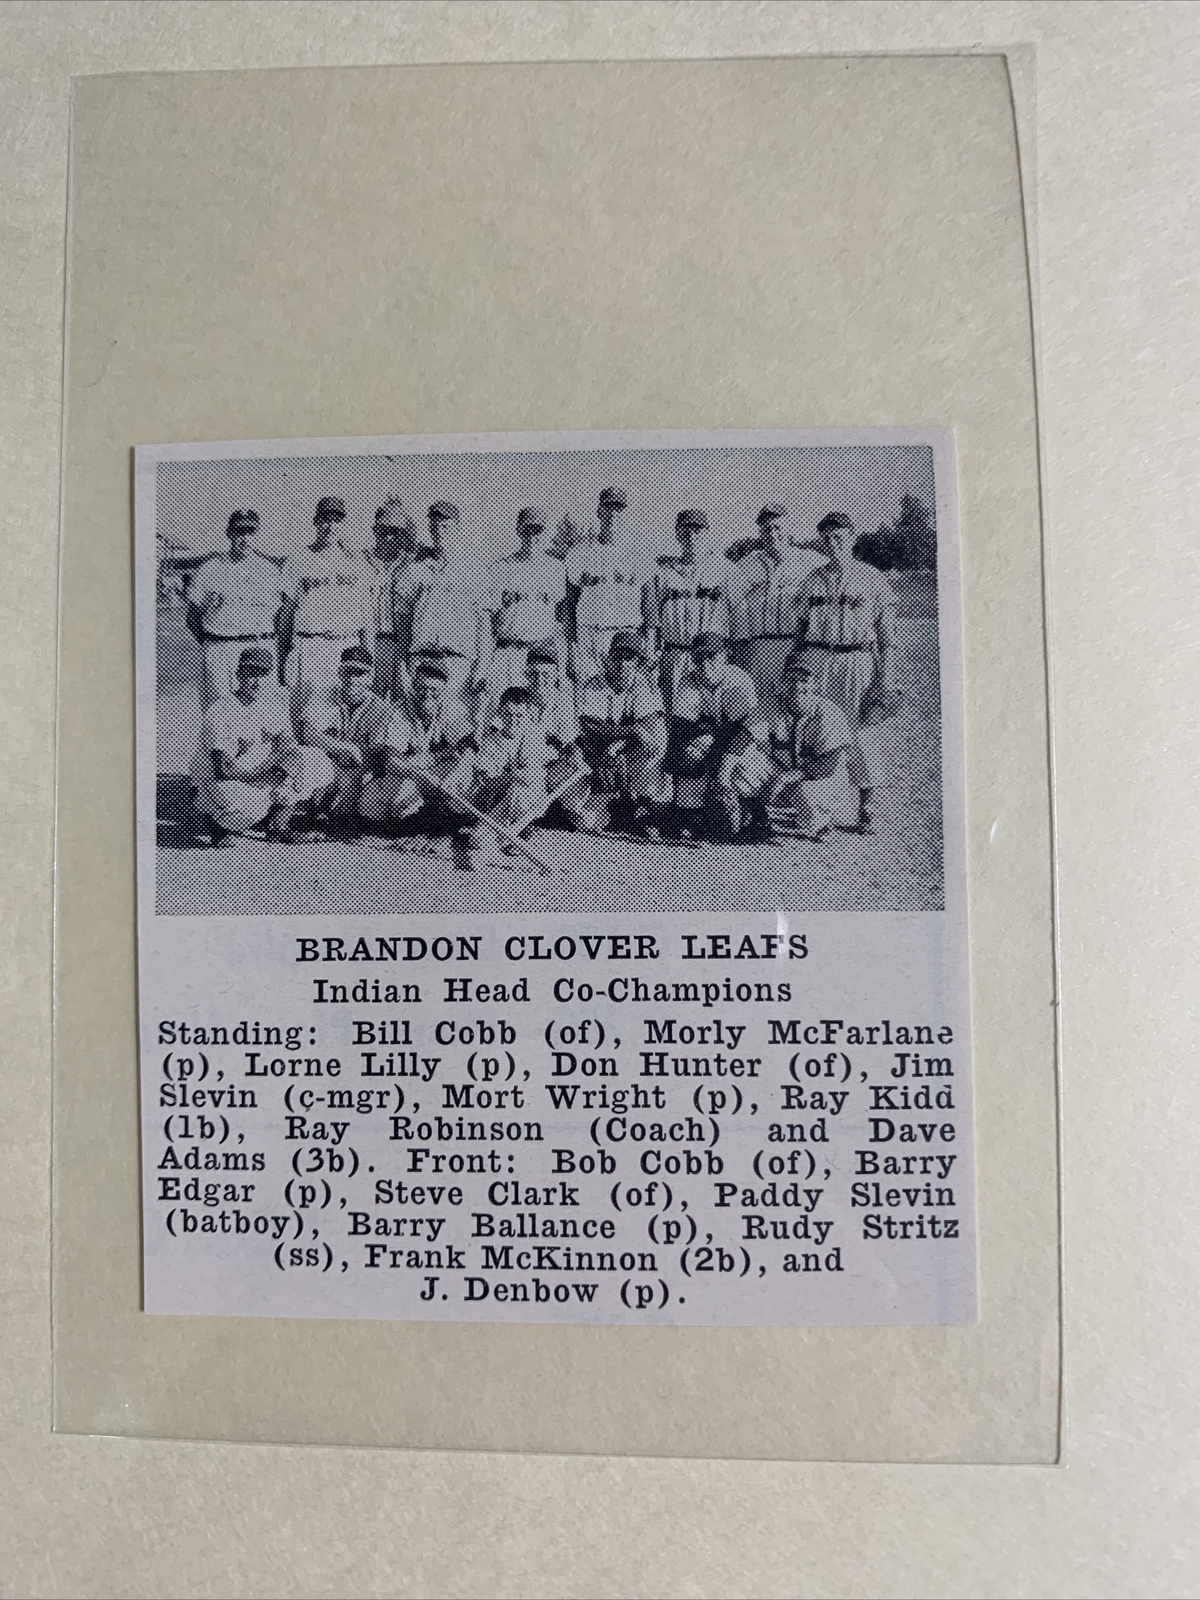 BRANDON CLOVER LEAFS
Indian Head Co-Champions
Standing: Bill Cobb (of), Morly McFarlane
(p), Lorne Lilly (p), Don Hunter (of), Jim
Slevin (c-mgr), Mort Wright (p), Ray Kidd
(1b), Ray Robinson (Coach) and Dave
Adams (3b). Front: Bob Cobb (of), Barry
Edgar (p), Steve Clark (of), Paddy Slevin
(batboy), Barry Ballance (p), Rudy Stritz
(ss), Frank McKinnon (2b), and
J. Denbow (p).